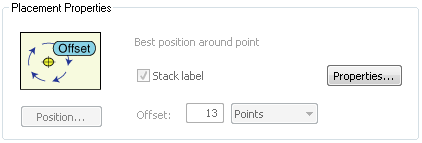 Placement Properties
Offset
Best position around point
Stack label
Properties...
Position...
Offset:
13
Points